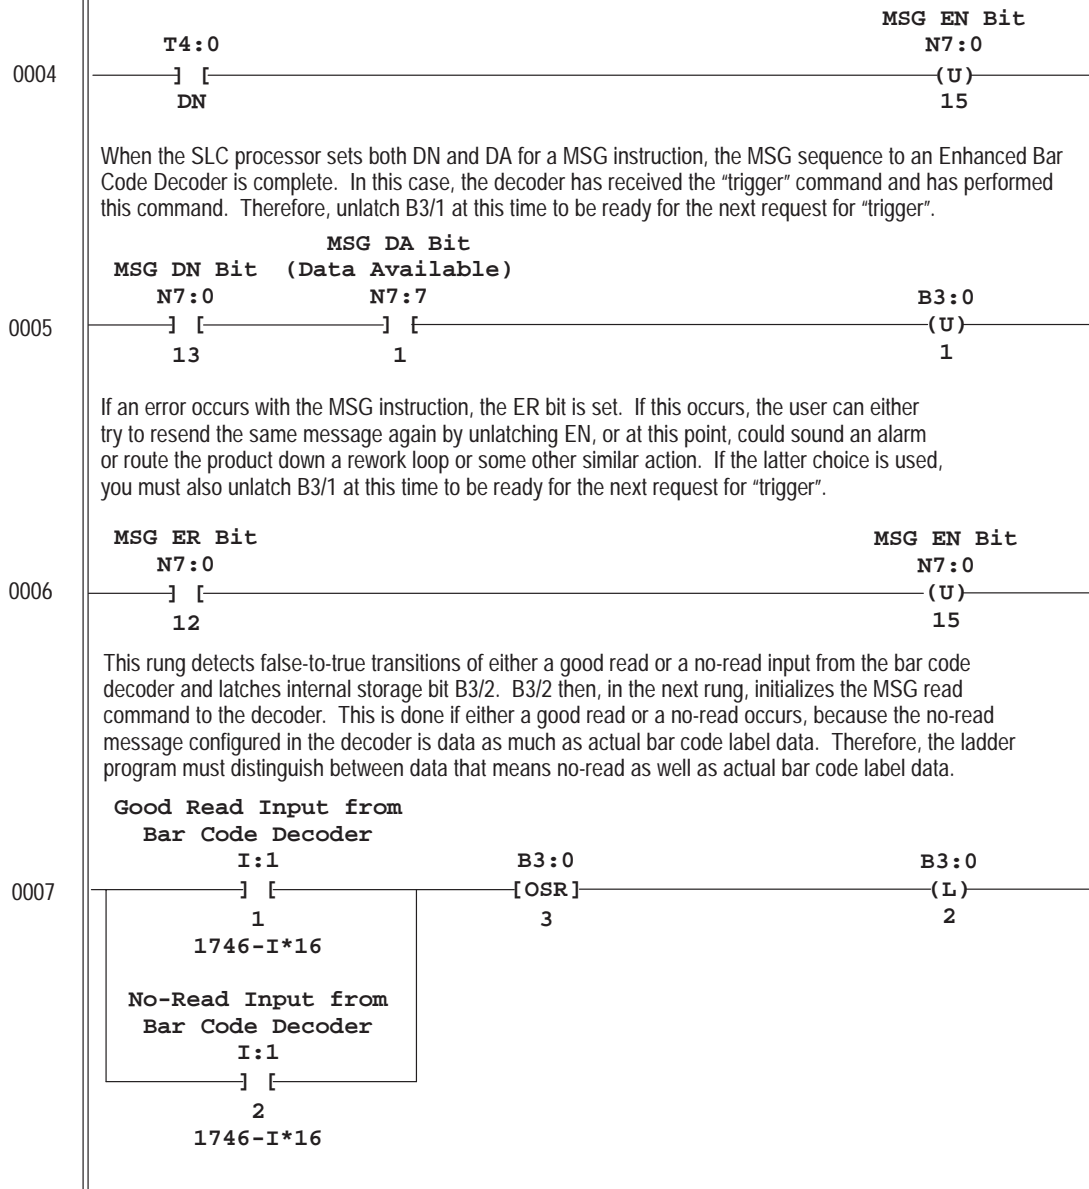 MSG EN Bit
T4:0 N7:0
0004 ] [ (U)
DN 15
When the SLC processor sets both DN and DA for a MSG instruction, the MSG sequence to an Enhanced Bar
Code Decoder is complete. In this case, the decoder has received the "trigger" command and has performed
this command. Therefore, unlatch B3/1 at this time to be ready for the next request for "trigger".
MSG DA Bit
MSG DN Bit (Data Available)
N7:0 N7:7 B3:0
0005 ] [ ] [ (U)
13 1 1
If an error occurs with the MSG instruction, the ER bit is set. If this occurs, the user can either
try to resend the same message again by unlatching EN, or at this point, could sound an alarm
or route the product down a rework loop or some other similar action. If the latter choice is used,
you must also unlatch B3/1 at this time to be ready for the next request for "trigger".
MSG ER Bit MSG EN Bit
N7:0 N7:0
0006 ] [ (U)
12 15
This rung detects false-to-true transitions of either a good read or a no-read input from the bar code
decoder and latches internal storage bit B3/2. B3/2 then, in the next rung, initializes the MSG read
command to the decoder. This is done if either a good read or a no-read occurs, because the no-read
message configured in the decoder is data as much as actual bar code label data. Therefore, the ladder
program must distinguish between data that means no-read as well as actual bar code label data.
Good Read Input from
Bar Code Decoder
I:1 B3:0 B3:0
0007 ] [ [OSR] (L)
1 3 2
1746-I*16
No-Read Input from
Bar Code Decoder
I:1
] [
2
1746-I*16